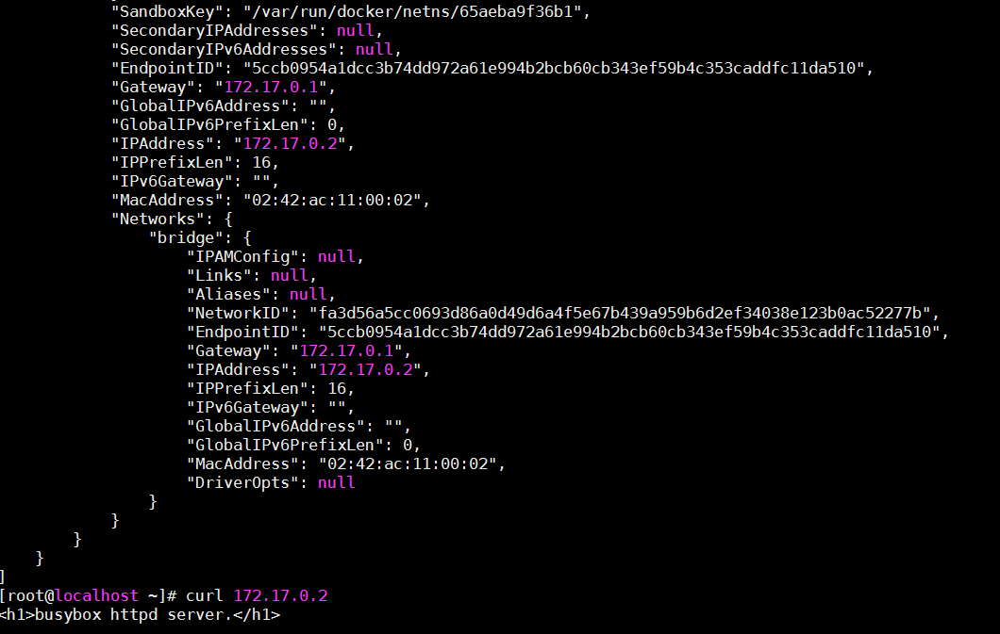 "SandboxKey": "/var/run/docker/netns/65aeba9f36b1",
"SecondaryIPAddresses": null,
"SecondaryIPv6Addresses": null,
"EndpointID": "5ccb0954a1dcc3b74dd972a61e994b2bcb60cb343ef59b4c353caddfc11da510",
"Gateway": "172.17.0.1",
"GlobalIPv6Address": "",
"GlobalIPv6PrefixLen": 0,
"IPAddress": "172.17.0.2",
"IPPrefixLen": 16,
"IPv6Gateway": "",
"MacAddress": "02:42:ac:11:00:02",
"Networks": {
"bridge": {
"IPAMConfig": null,
"Links": null,
"Aliases": null,
"NetworkID": "fa3d56a5cc0693d86a0d49d6a4f5e67b439a959b6d2ef34038e123b0ac52277b",
"EndpointID": "5ccb0954a1dcc3b74dd972a61e994b2bcb60cb343ef59b4c353caddfc11da510",
"Gateway": "172.17.0.1",
"IPAddress": "172.17.0.2",
"IPPrefixLen": 16,
"IPv6Gateway": "",
"GlobalIPv6Address": "",
"GlobalIPv6PrefixLen": 0,
"MacAddress": "02:42:ac:11:00:02",
"DriverOpts": null
}
}
}
}
]
[root@localhost ~]# curl 172.17.0.2
<h1>busybox httpd server.</h1>